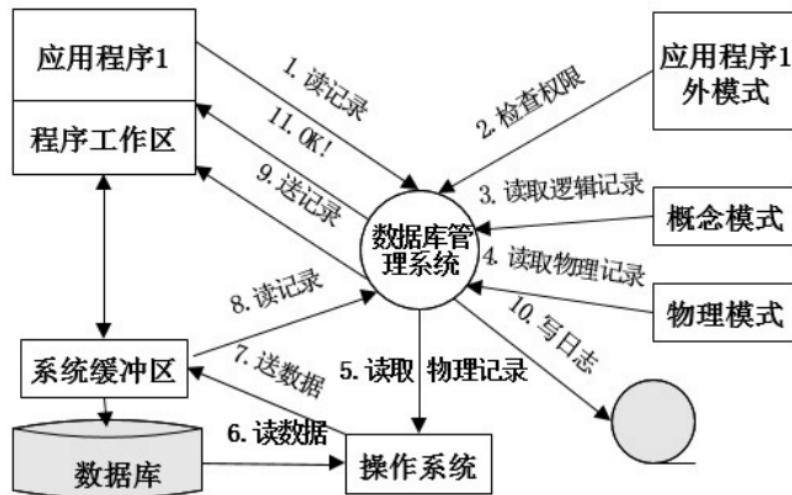 应用程序1
程序工作区
1.读记录
11.OK!
9.送记录
2.检查权限
应用程序1
外模式
3.读取逻辑记录
概念模式
数据库管
理系统
4.读取物理记录
物理模式
8.读记录
7.送数据
5.读取 物理记录
10.写日志
系统缓冲区
6.读数据
数据库
操作系统